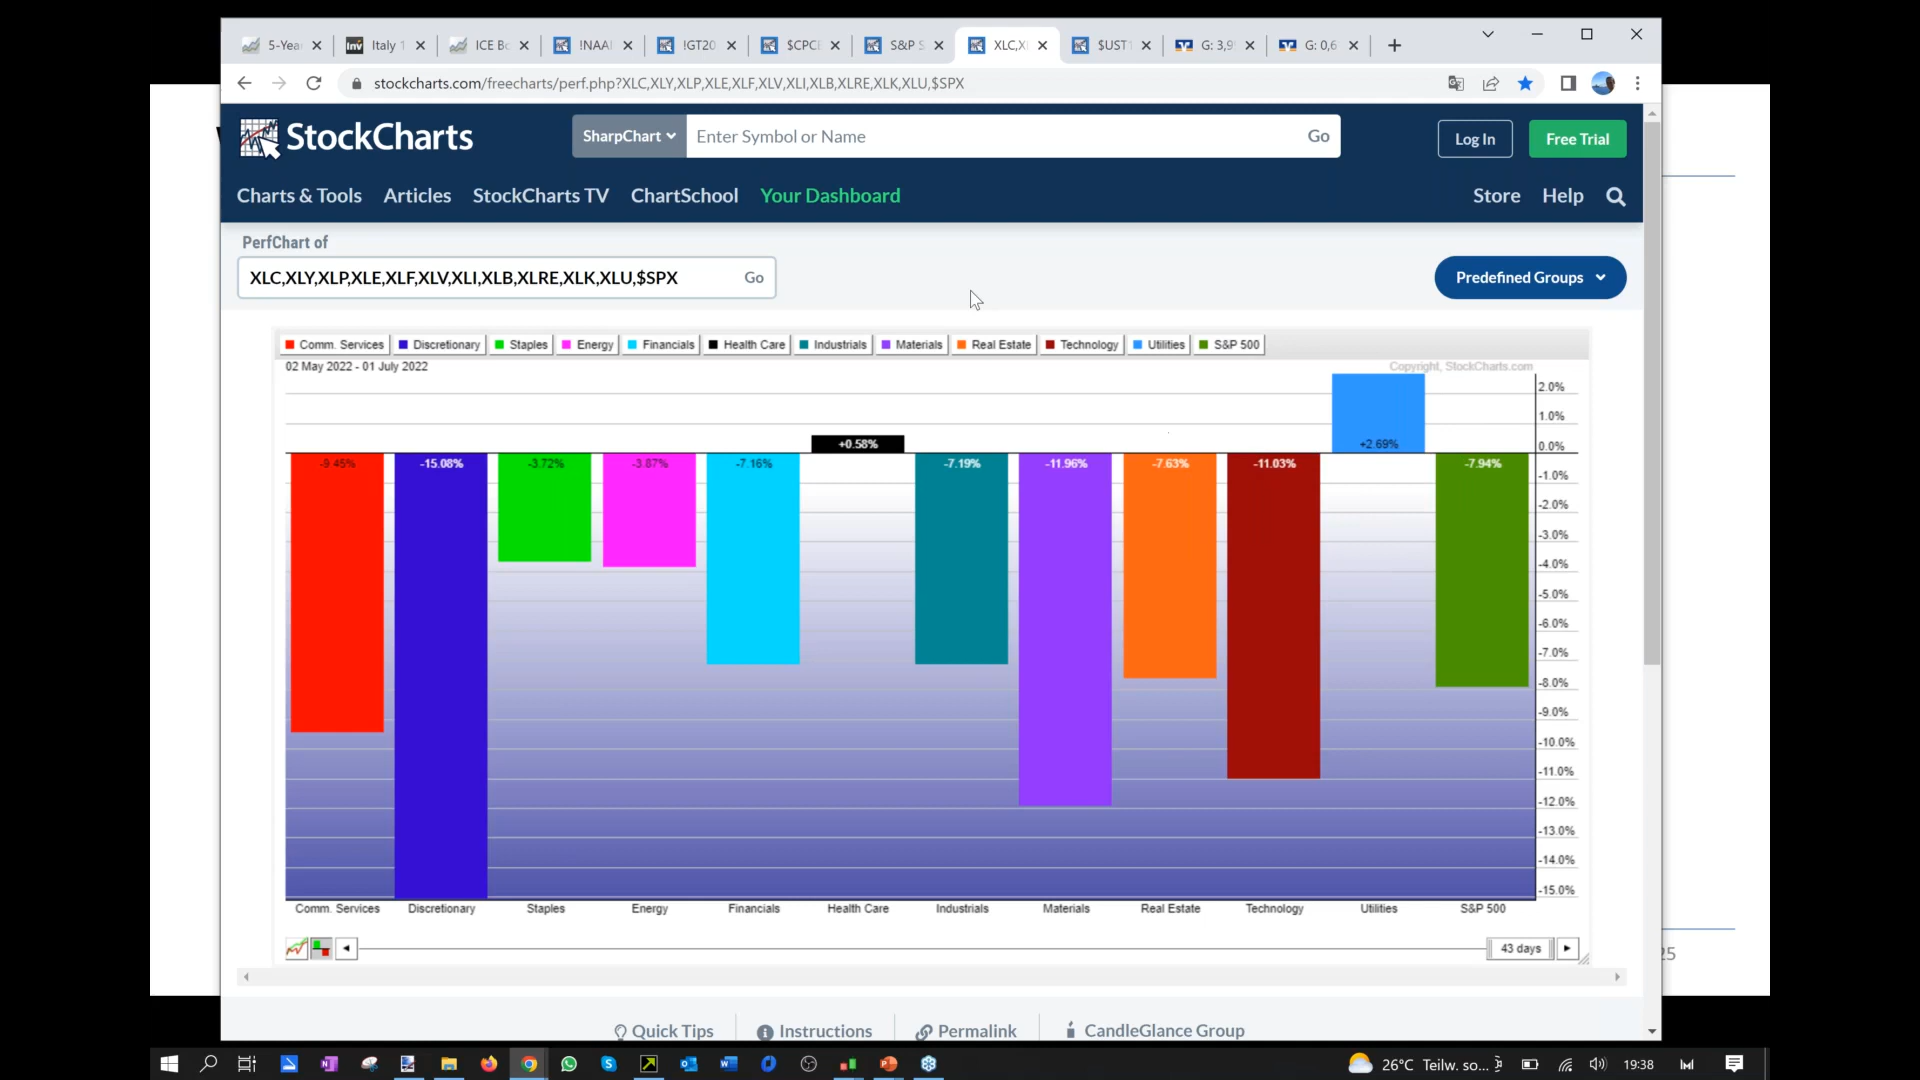 5-Yea
Italy 1
ICE Bo
!NAA
!GT20
$CPCE
S&P S
XLC,X
$UST
G: 3,9
G: 0,6
stockcharts.com/freecharts/perf.php?XLC,XLY,XLP,XLE,XLF,XLV,XLI,XLB,XLRE,XLK,XLU,$SPX
StockCharts
SharpChart
Enter Symbol or Name
Go
Log In
Free Trial
Charts & Tools
Articles
StockCharts TV
ChartSchool
Your Dashboard
Store
Help
PerfChart of
XLC,XLY,XLP,XLE,XLF,XLV,XLI,XLB,XLRE,XLK,XLU,$SPX
Go
Predefined Groups
Comm. Services
Discretionary
Staples
Energy
Financials
Health Care
Industrials
Materials
Real Estate
Technology
Utilities
S&P 500
02 May 2022 - 01 July 2022
Copyright, StockCharts.com
2.0%
1.0%
0.0%
-1.0%
-2.0%
-3.0%
-4.0%
-5.0%
-6.0%
-7.0%
-8.0%
-9.0%
-10.0%
-11.0%
-12.0%
-13.0%
-14.0%
-15.0%
-9.45%
-15.08%
-3.72%
-3.87%
-7.16%
+0.58%
-7.19%
-11.96%
-7.63%
-11.03%
+2.69%
-7.94%
Comm. Services
Discretionary
Staples
Energy
Financials
Health Care
Industrials
Materials
Real Estate
Technology
Utilities
S&P 500
43 days
25
Quick Tips
Instructions
Permalink
CandleGlance Group
26°C Teilw. so...
19:38